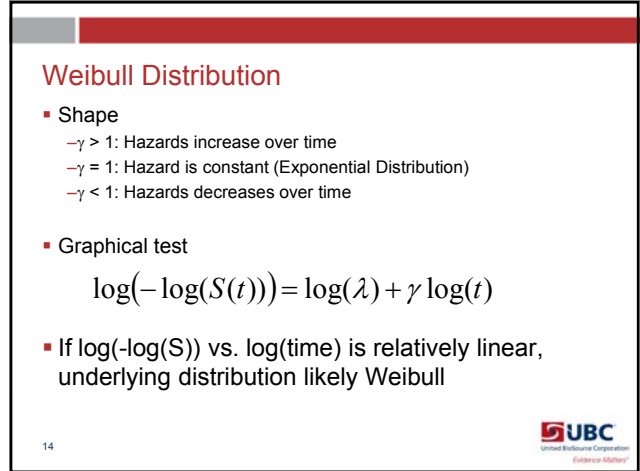 Weibull Distribution
▪ Shape
–γ > 1: Hazards increase over time
–γ = 1: Hazard is constant (Exponential Distribution)
–γ < 1: Hazards decreases over time
▪ Graphical test
log(−log(S(t))) = log(λ) + γ log(t)
▪ If log(-log(S)) vs. log(time) is relatively linear,
underlying distribution likely Weibull
14
UBC
United BioSource Corporation
Evidence Matters